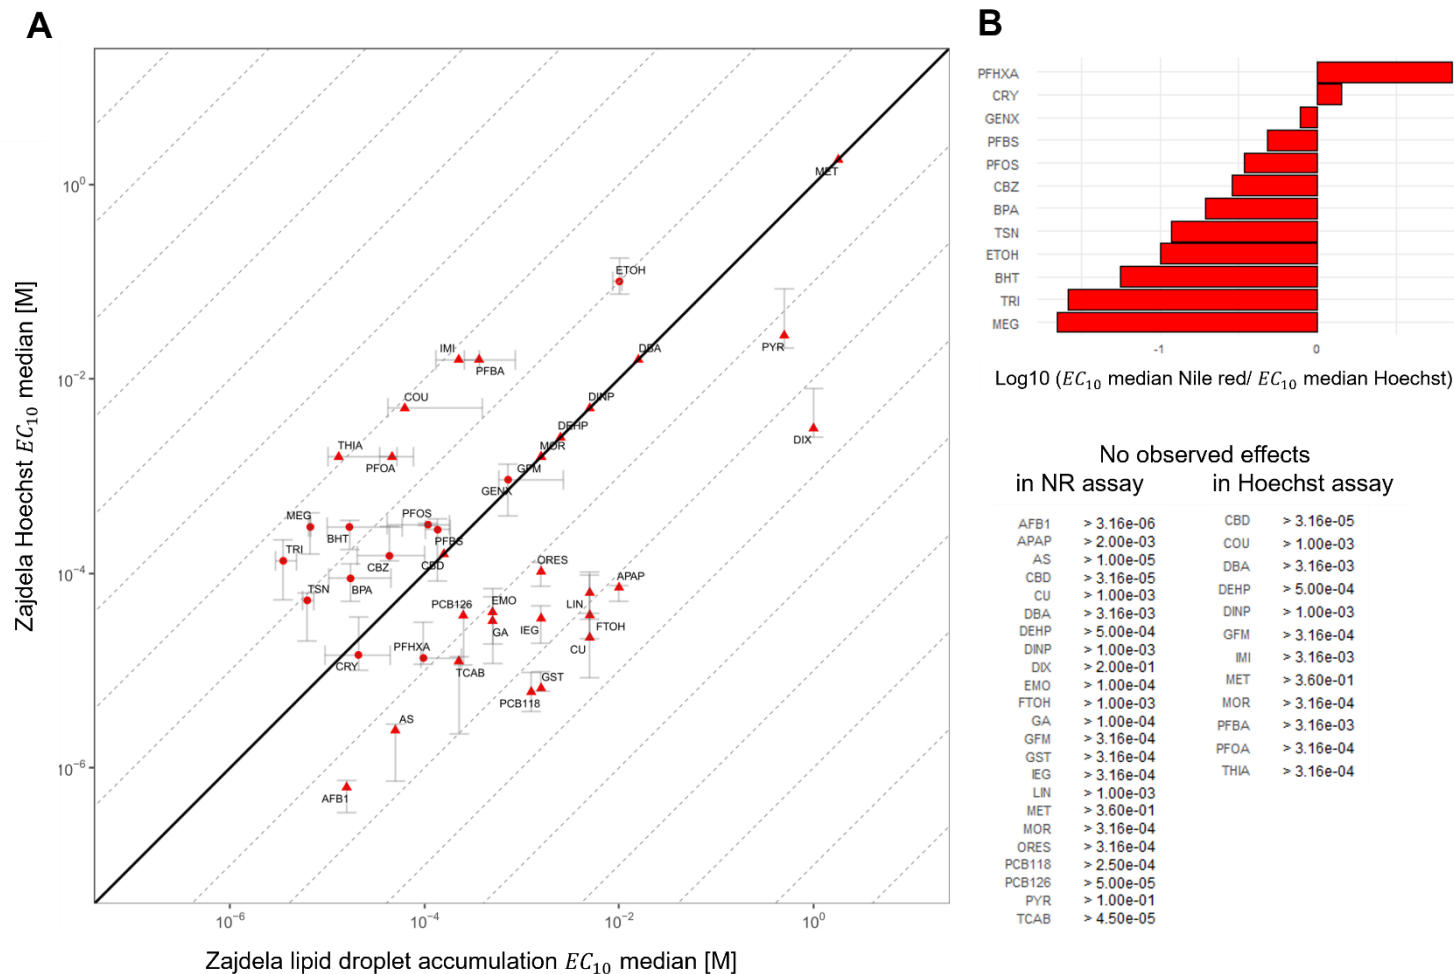 A
B
Zajdela Hoechst EC10 median [M]
10^0
10^−2
10^−4
10^−6
MET
ETOH
PYR
IMI
PFBA
DBA
COU
DINP
DIX
DEHP
THIA
PFOA
MOR
GFM
GENX
MEG
BHT
PFOS
PFBS
TRI
CBZ
CBD
ORES
TSN
BPA
APAP
PCB126
EMO
LIN
GA
IEG
FTOH
CU
CRY
PFHXA
TCAB
GST
PCB118
AS
AFB1
10^−6
10^−4
10^−2
10^0
Zajdela lipid droplet accumulation EC10 median [M]
PFHXA
CRY
GENX
PFBS
PFOS
CBZ
BPA
TSN
ETOH
BHT
TRI
MEG
-1
0
Log10 (EC10 median Nile red/ EC10 median Hoechst)
No observed effects
in NR assay
in Hoechst assay
AFB1 > 3.16e-06
APAP > 2.00e-03
AS > 1.00e-05
CBD > 3.16e-05
CU > 1.00e-03
DBA > 3.16e-03
DEHP > 5.00e-04
DINP > 1.00e-03
DIX > 2.00e-01
EMO > 1.00e-04
FTOH > 1.00e-03
GA > 1.00e-04
GFM > 3.16e-04
GST > 3.16e-04
IEG > 3.16e-04
LIN > 1.00e-03
MET > 3.60e-01
MOR > 3.16e-04
ORES > 3.16e-04
PCB118 > 2.50e-04
PCB126 > 5.00e-05
PYR > 1.00e-01
TCAB > 4.50e-05
CBD > 3.16e-05
COU > 1.00e-03
DBA > 3.16e-03
DEHP > 5.00e-04
DINP > 1.00e-03
GFM > 3.16e-04
IMI > 3.16e-03
MET > 3.60e-01
MOR > 3.16e-04
PFBA > 3.16e-03
PFOA > 3.16e-04
THIA > 3.16e-04